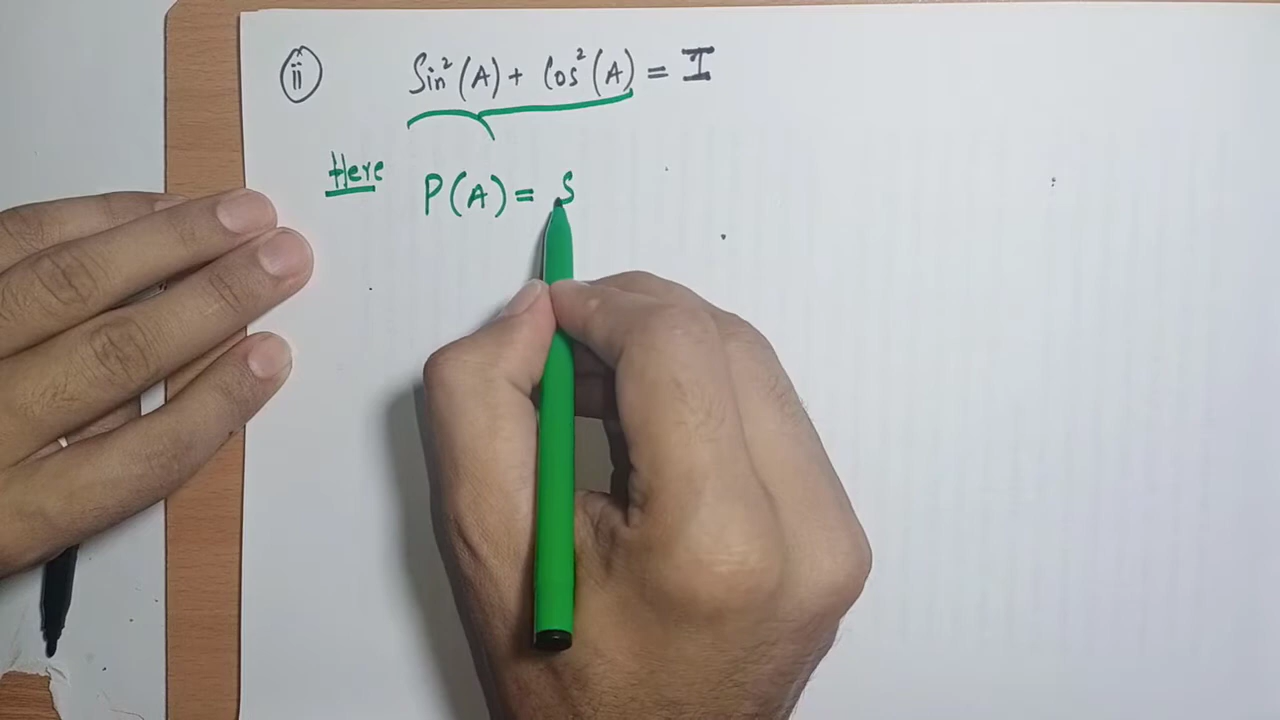 ii Sin²(A) + Cos²(A) = I
Here P(A) = S